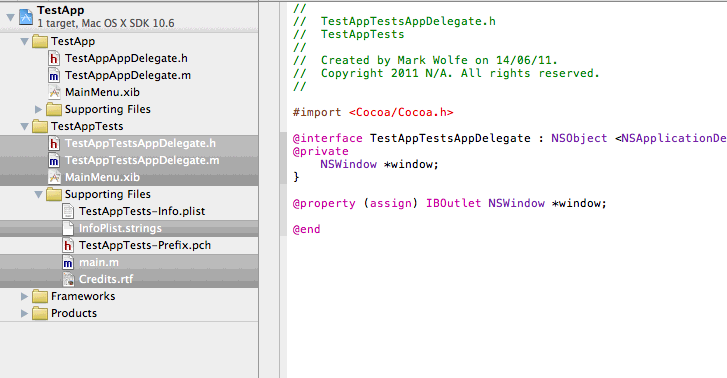 TestApp
1 target, Mac OS X SDK 10.6
TestApp
TestAppAppDelegate.h
TestAppAppDelegate.m
MainMenu.xib
Supporting Files
TestAppTests
TestAppTestsAppDelegate.h
TestAppTestsAppDelegate.m
MainMenu.xib
Supporting Files
TestAppTests-Info.plist
InfoPlist.strings
TestAppTests-Prefix.pch
main.m
Credits.rtf
Frameworks
Products
//
//  TestAppTestsAppDelegate.h
//  TestAppTests
//
//  Created by Mark Wolfe on 14/06/11.
//  Copyright 2011 N/A. All rights reserved.
//
#import <Cocoa/Cocoa.h>
@interface TestAppTestsAppDelegate : NSObject <NSApplicationDe
@private
    NSWindow *window;
}
@property (assign) IBOutlet NSWindow *window;
@end